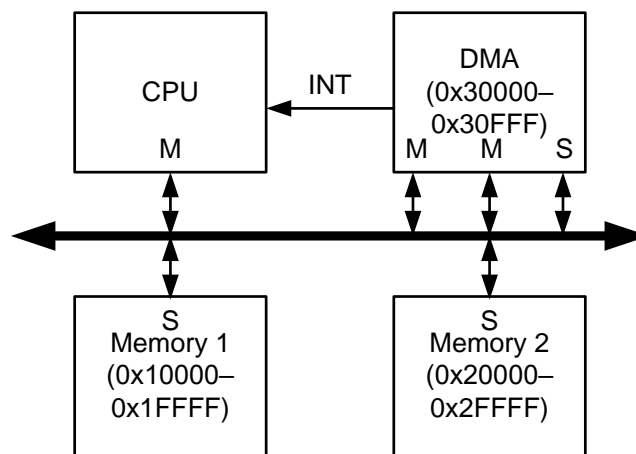 CPU
M
INT
DMA
(0x30000–
0x30FFF)
M M S
S
Memory 1
(0x10000–
0x1FFFF)
S
Memory 2
(0x20000–
0x2FFFF)